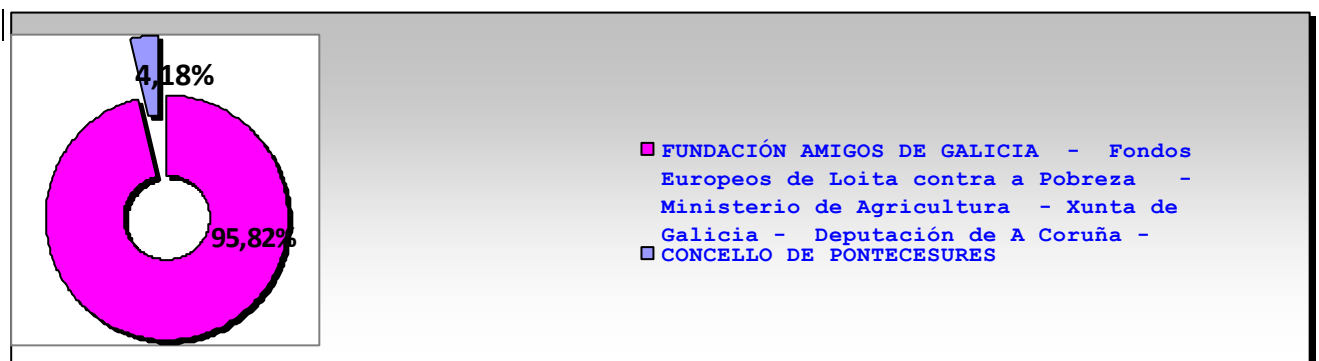 4,18%
95,82%
FUNDACIÓN AMIGOS DE GALICIA - Fondos
Europeos de Loita contra a Pobreza -
Ministerio de Agricultura - Xunta de
Galicia - Deputación de A Coruña -
CONCELLO DE PONTECESURES